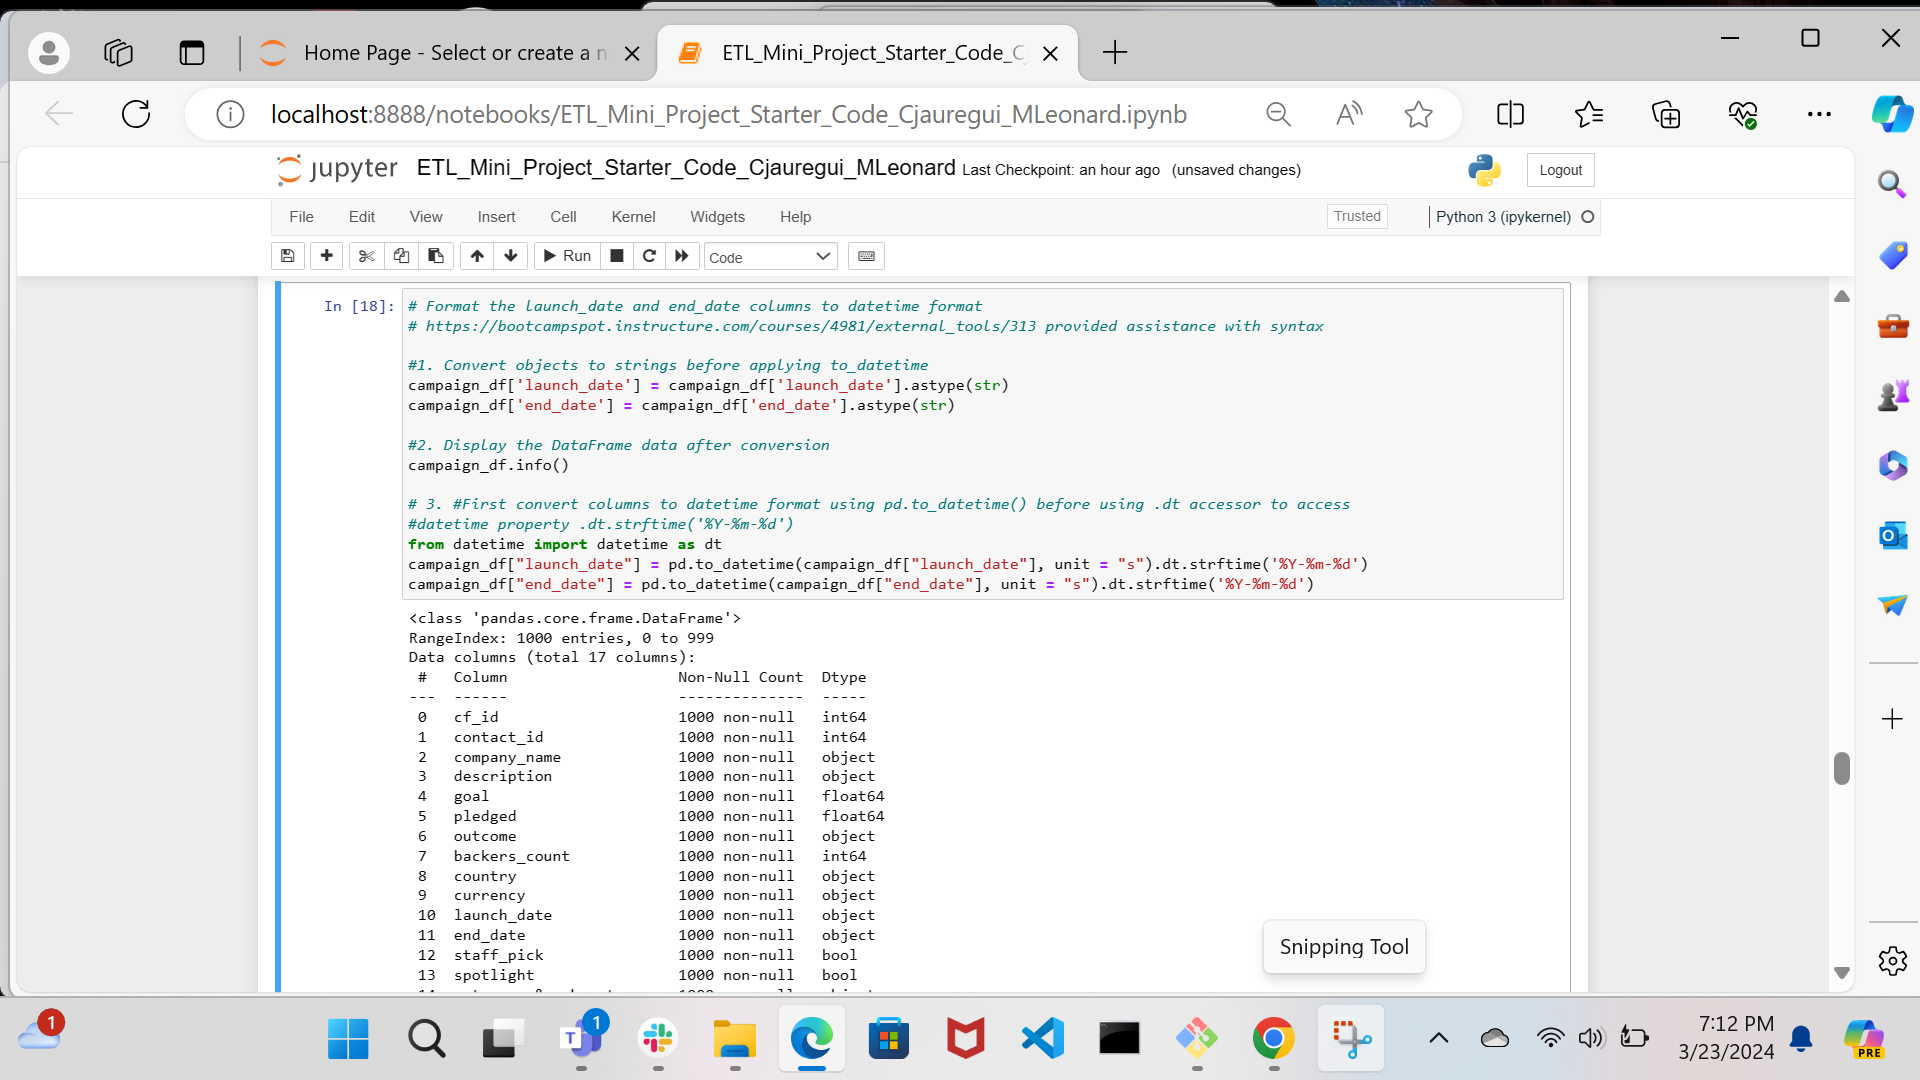 Home Page - Select or create a n
ETL_Mini_Project_Starter_Code_C
localhost:8888/notebooks/ETL_Mini_Project_Starter_Code_Cjauregui_MLeonard.ipynb
jupyter ETL_Mini_Project_Starter_Code_Cjauregui_MLeonard Last Checkpoint: an hour ago (unsaved changes)
Logout
File Edit View Insert Cell Kernel Widgets Help
Trusted
Python 3 (ipykernel)
Run
Code
In [18]:
# Format the launch_date and end_date columns to datetime format
# https://bootcampspot.instructure.com/courses/4981/external_tools/313 provided assistance with syntax
#1. Convert objects to strings before applying to_datetime
campaign_df['launch_date'] = campaign_df['launch_date'].astype(str)
campaign_df['end_date'] = campaign_df['end_date'].astype(str)
#2. Display the DataFrame data after conversion
campaign_df.info()
# 3. #First convert columns to datetime format using pd.to_datetime() before using .dt accessor to access
#datetime property .dt.strftime('%Y-%m-%d')
from datetime import datetime as dt
campaign_df["launch_date"] = pd.to_datetime(campaign_df["launch_date"], unit = "s").dt.strftime('%Y-%m-%d')
campaign_df["end_date"] = pd.to_datetime(campaign_df["end_date"], unit = "s").dt.strftime('%Y-%m-%d')
<class 'pandas.core.frame.DataFrame'>
RangeIndex: 1000 entries, 0 to 999
Data columns (total 17 columns):
# Column Non-Null Count Dtype
--- ------ -------------- -----
0 cf_id 1000 non-null int64
1 contact_id 1000 non-null int64
2 company_name 1000 non-null object
3 description 1000 non-null object
4 goal 1000 non-null float64
5 pledged 1000 non-null float64
6 outcome 1000 non-null object
7 backers_count 1000 non-null int64
8 country 1000 non-null object
9 currency 1000 non-null object
10 launch_date 1000 non-null object
11 end_date 1000 non-null object
12 staff_pick 1000 non-null bool
13 spotlight 1000 non-null bool
Snipping Tool
1
1
7:12 PM
3/23/2024
PRE